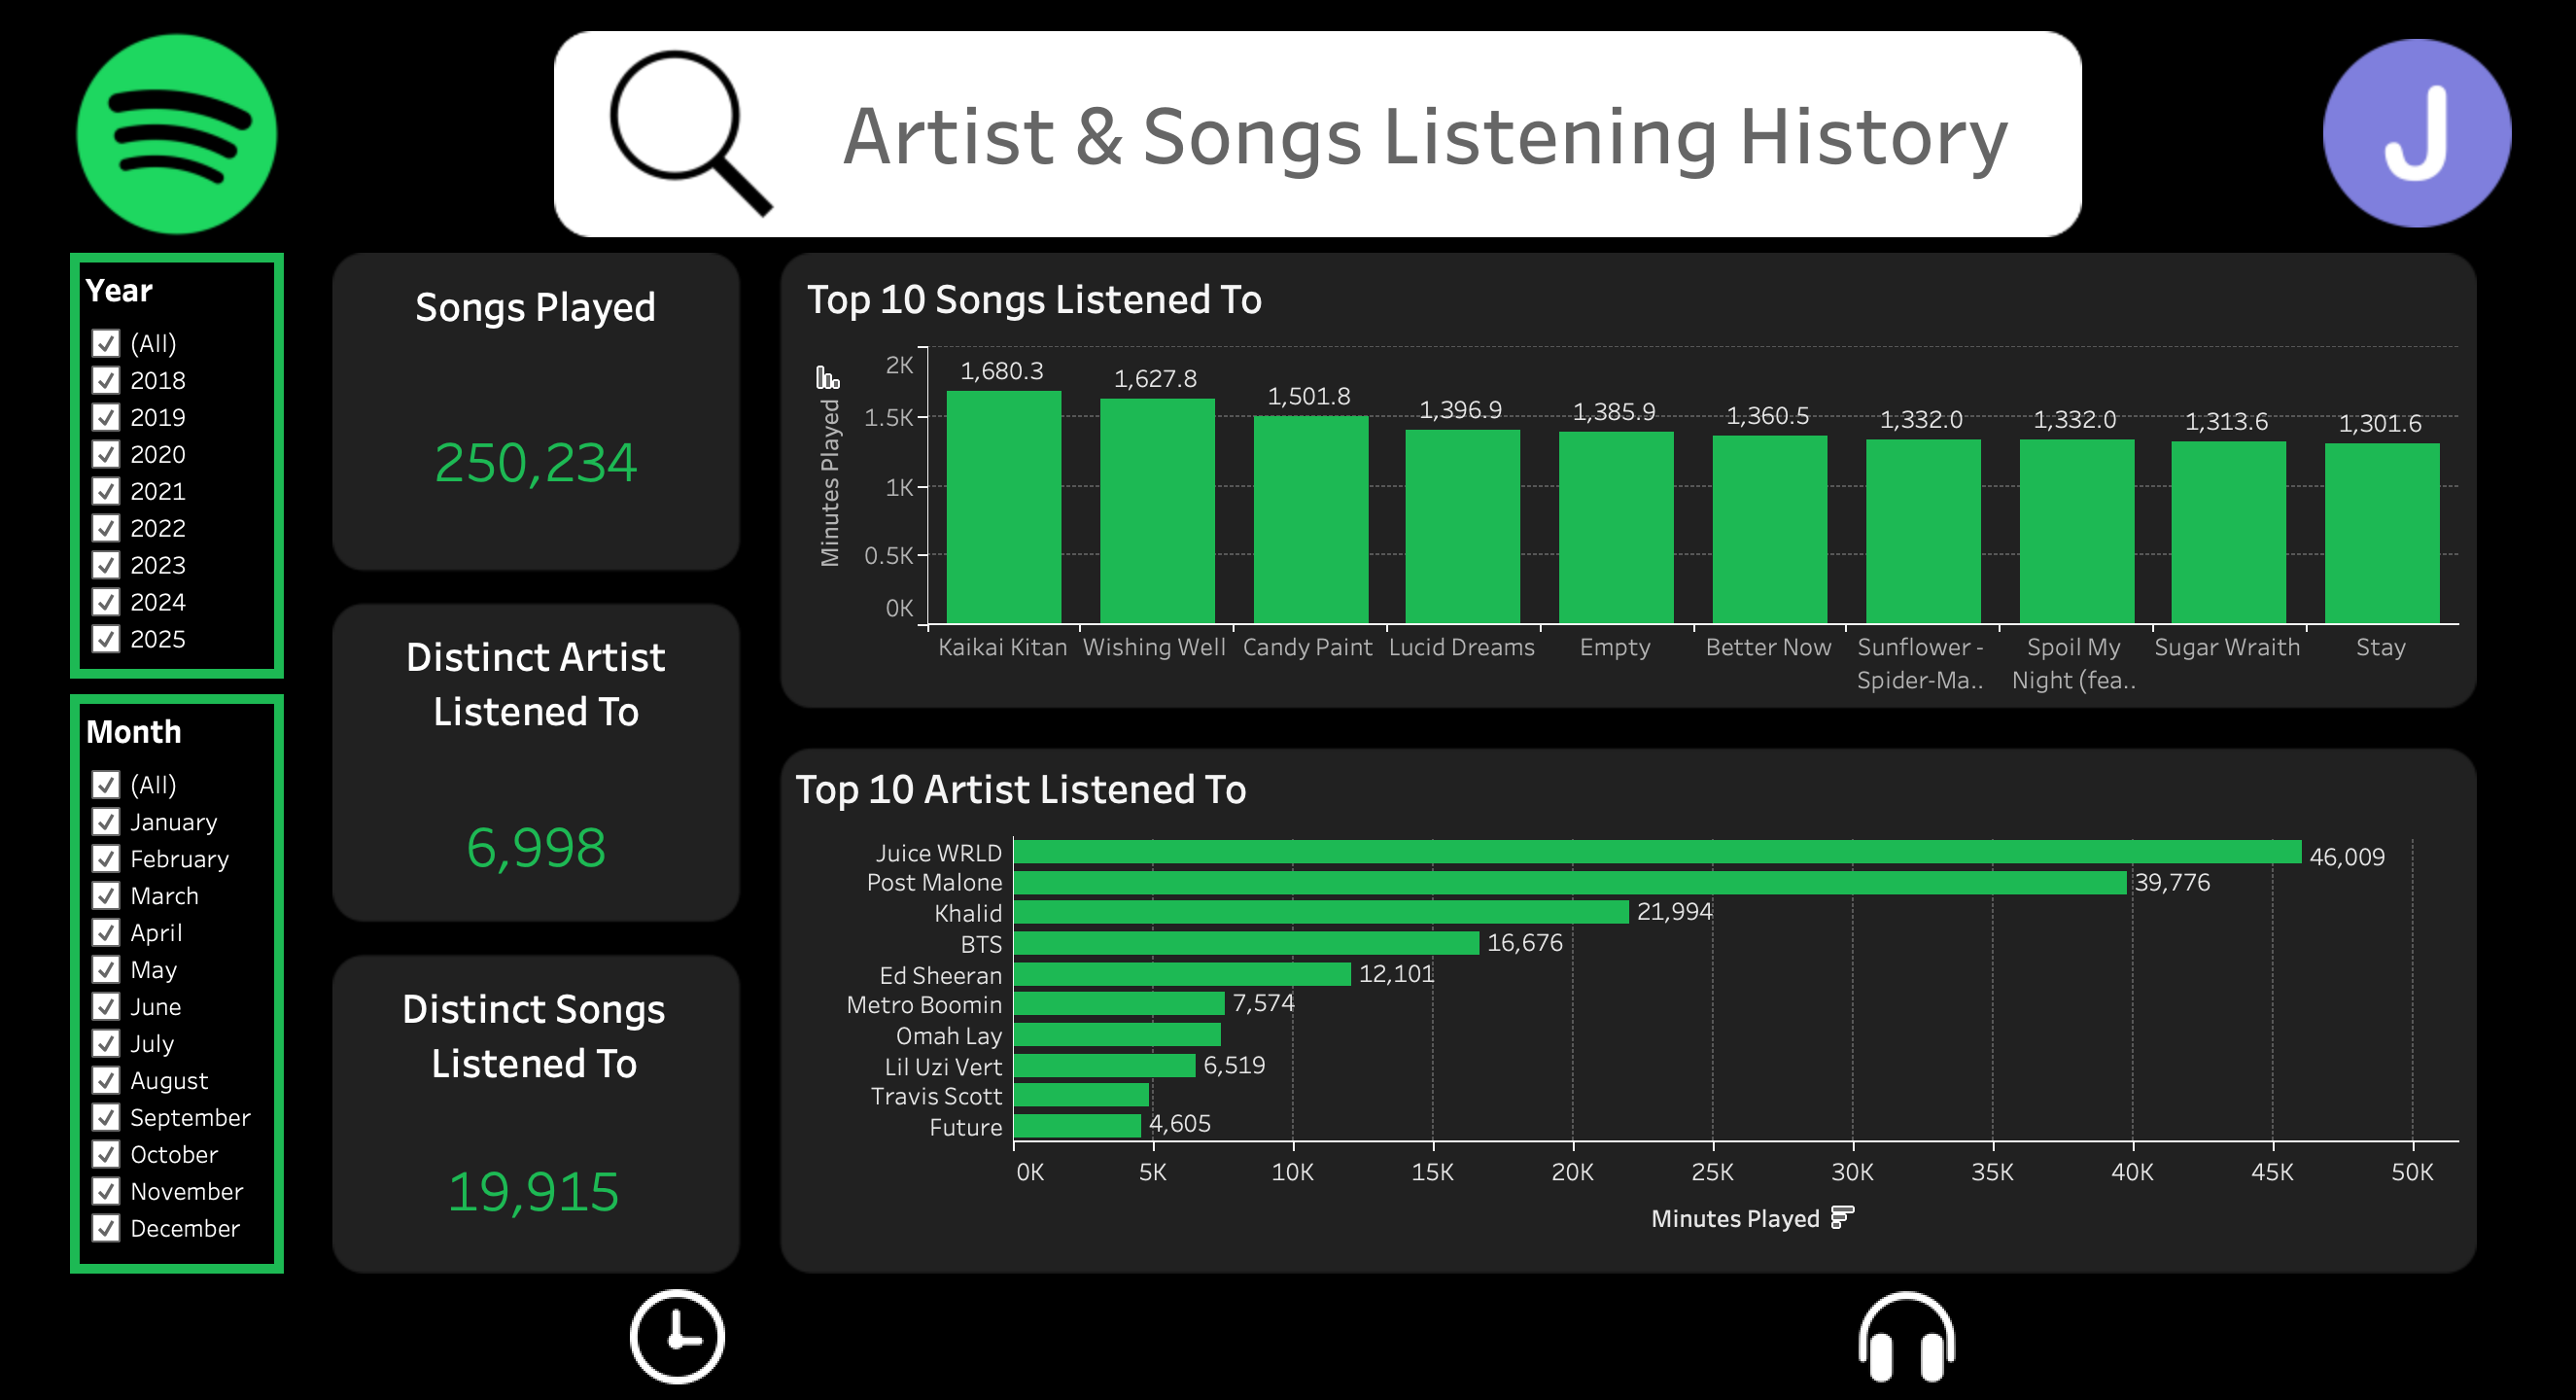 Artist & Songs Listening History
J
Year
(All)
2018
2019
2020
2021
2022
2023
2024
2025
Month
(All)
January
February
March
April
May
June
July
August
September
October
November
December
Songs Played
250,234
Distinct Artist
Listened To
6,998
Distinct Songs
Listened To
19,915
Top 10 Songs Listened To
Minutes Played
2K
1.5K
1K
0.5K
0K
1,680.3
1,627.8
1,501.8
1,396.9
1,385.9
1,360.5
1,332.0
1,332.0
1,313.6
1,301.6
Kaikai Kitan
Wishing Well
Candy Paint
Lucid Dreams
Empty
Better Now
Sunflower -
Spider-Ma..
Spoil My
Night (fea..
Sugar Wraith
Stay
Top 10 Artist Listened To
Juice WRLD 46,009
Post Malone 39,776
Khalid 21,994
BTS 16,676
Ed Sheeran 12,101
Metro Boomin 7,574
Omah Lay
Lil Uzi Vert 6,519
Travis Scott
Future 4,605
0K 5K 10K 15K 20K 25K 30K 35K 40K 45K 50K
Minutes Played